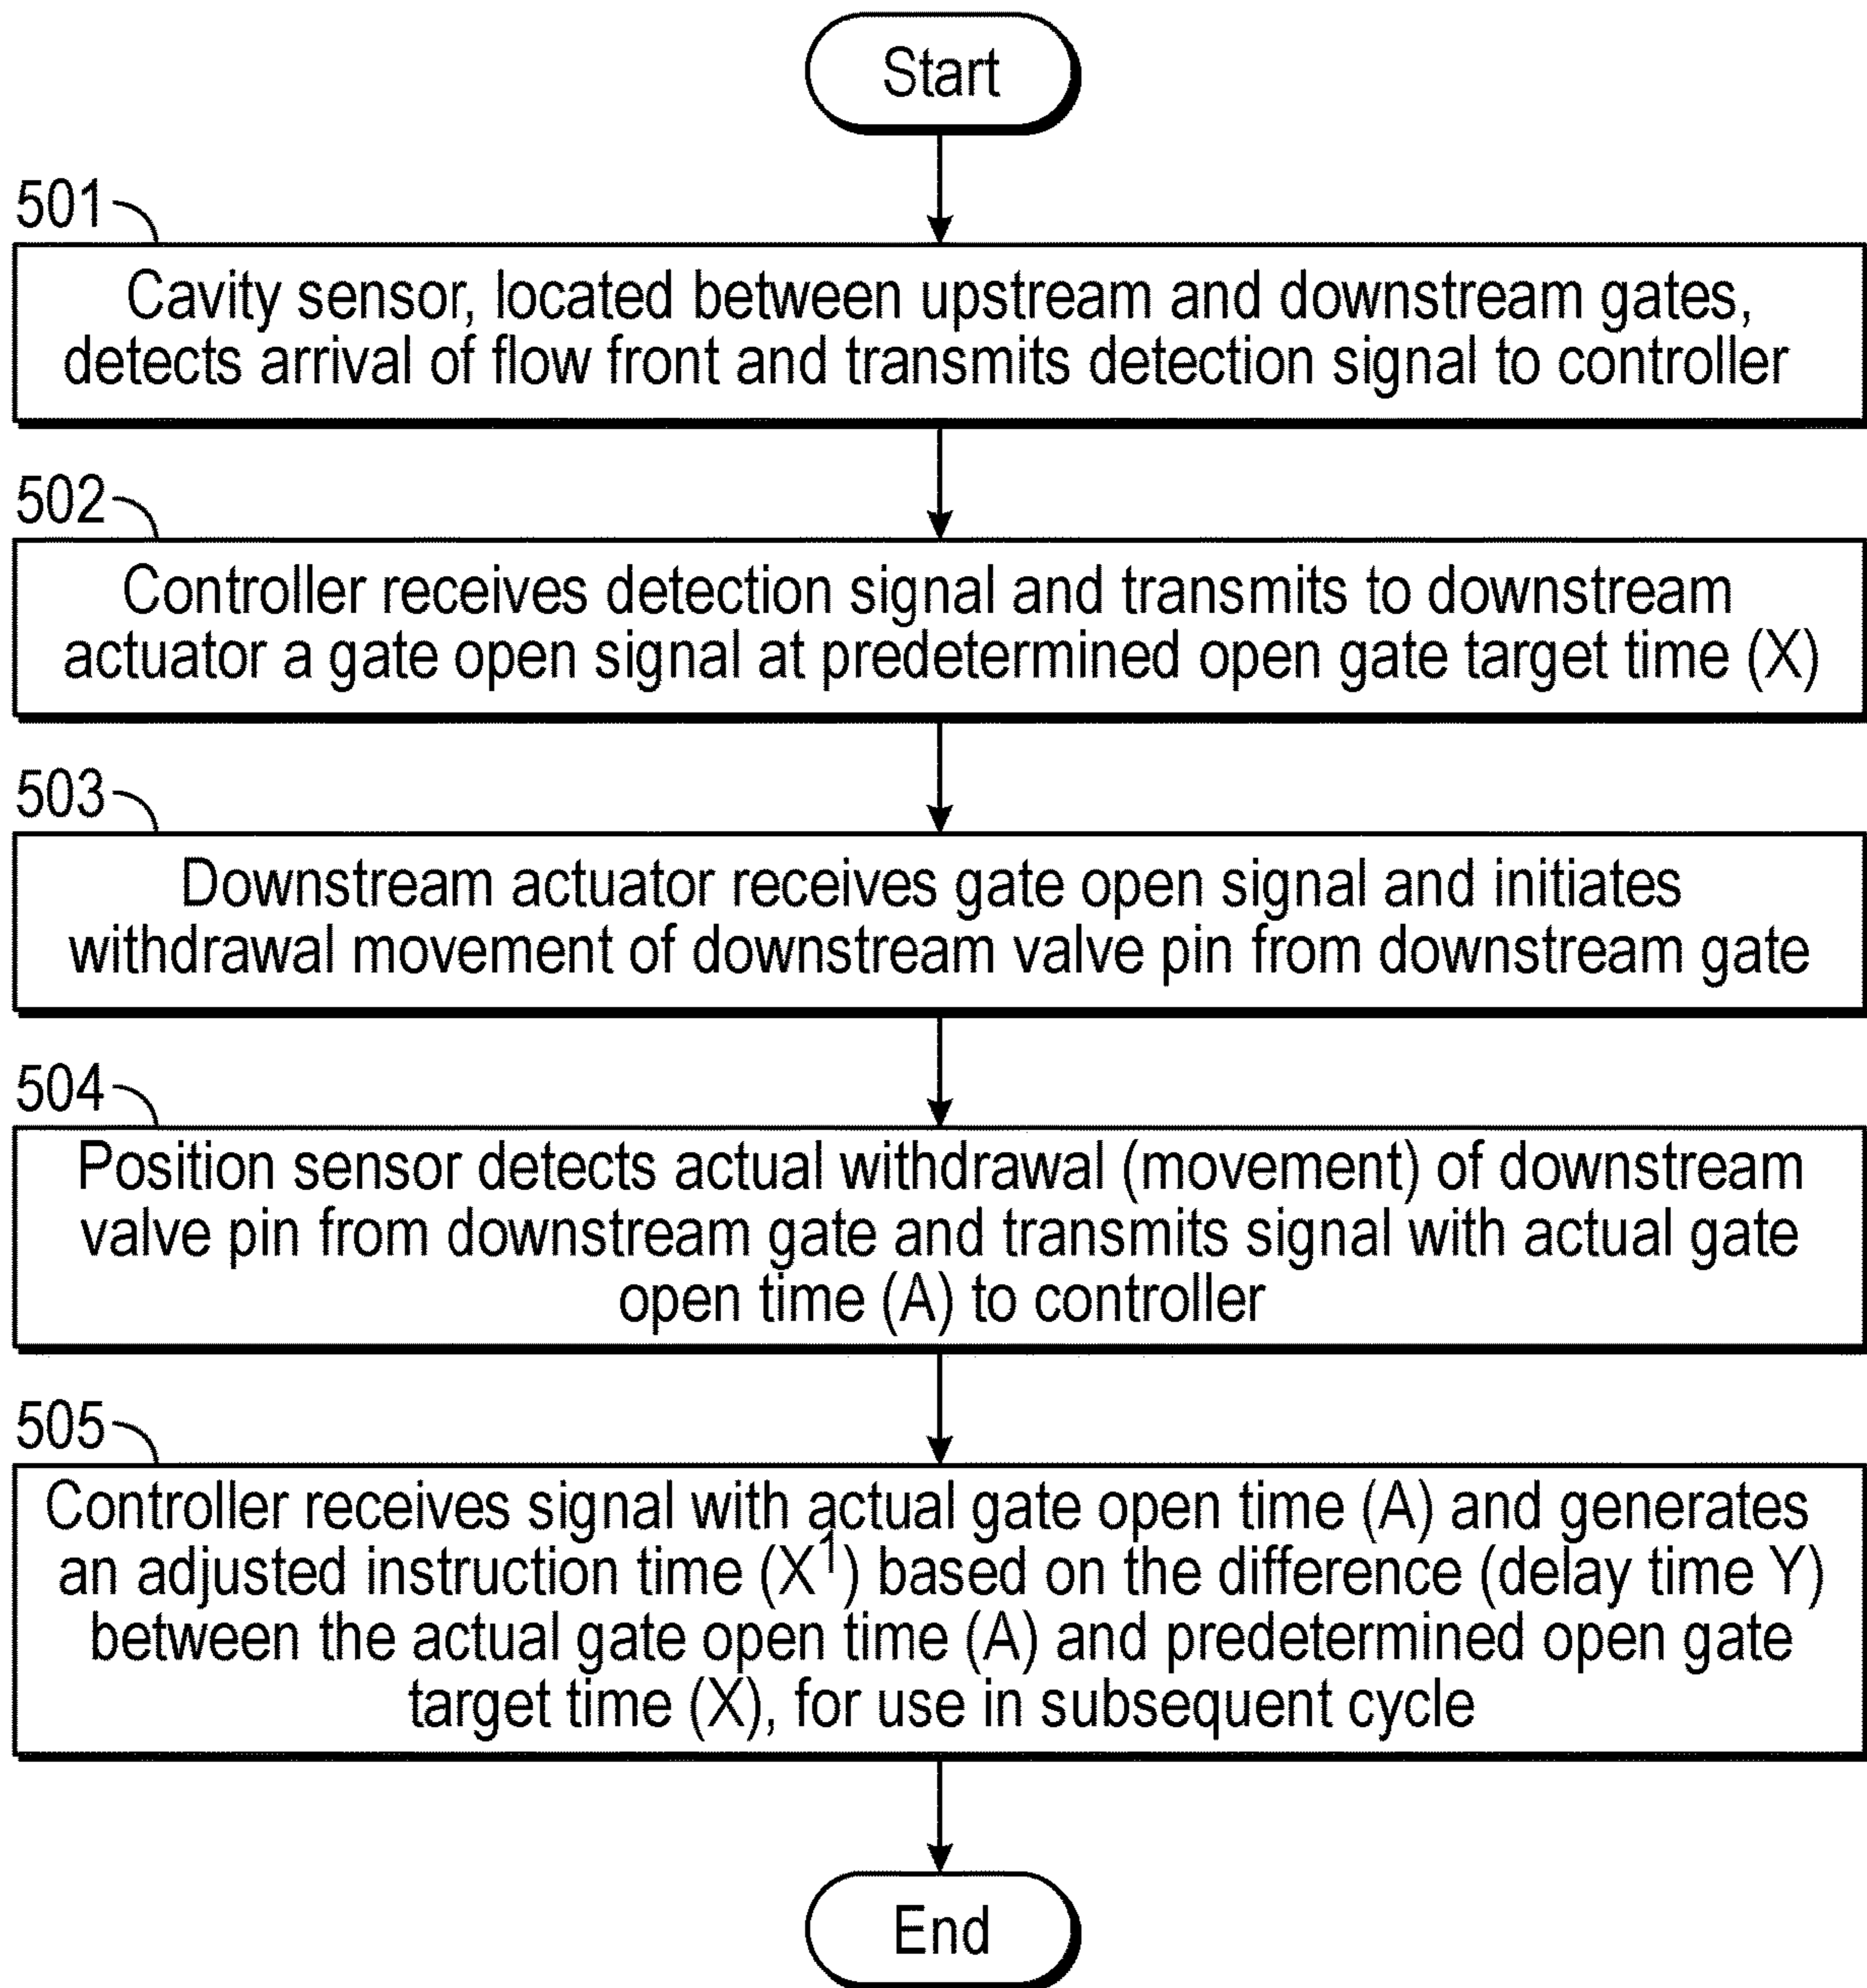 Start
501
Cavity sensor, located between upstream and downstream gates,
detects arrival of flow front and transmits detection signal to controller
502
Controller receives detection signal and transmits to downstream
actuator a gate open signal at predetermined open gate target time (X)
503
Downstream actuator receives gate open signal and initiates
withdrawal movement of downstream valve pin from downstream gate
504
Position sensor detects actual withdrawal (movement) of downstream
valve pin from downstream gate and transmits signal with actual gate
open time (A) to controller
505
Controller receives signal with actual gate open time (A) and generates
an adjusted instruction time (X¹) based on the difference (delay time Y)
between the actual gate open time (A) and predetermined open gate
target time (X), for use in subsequent cycle
End